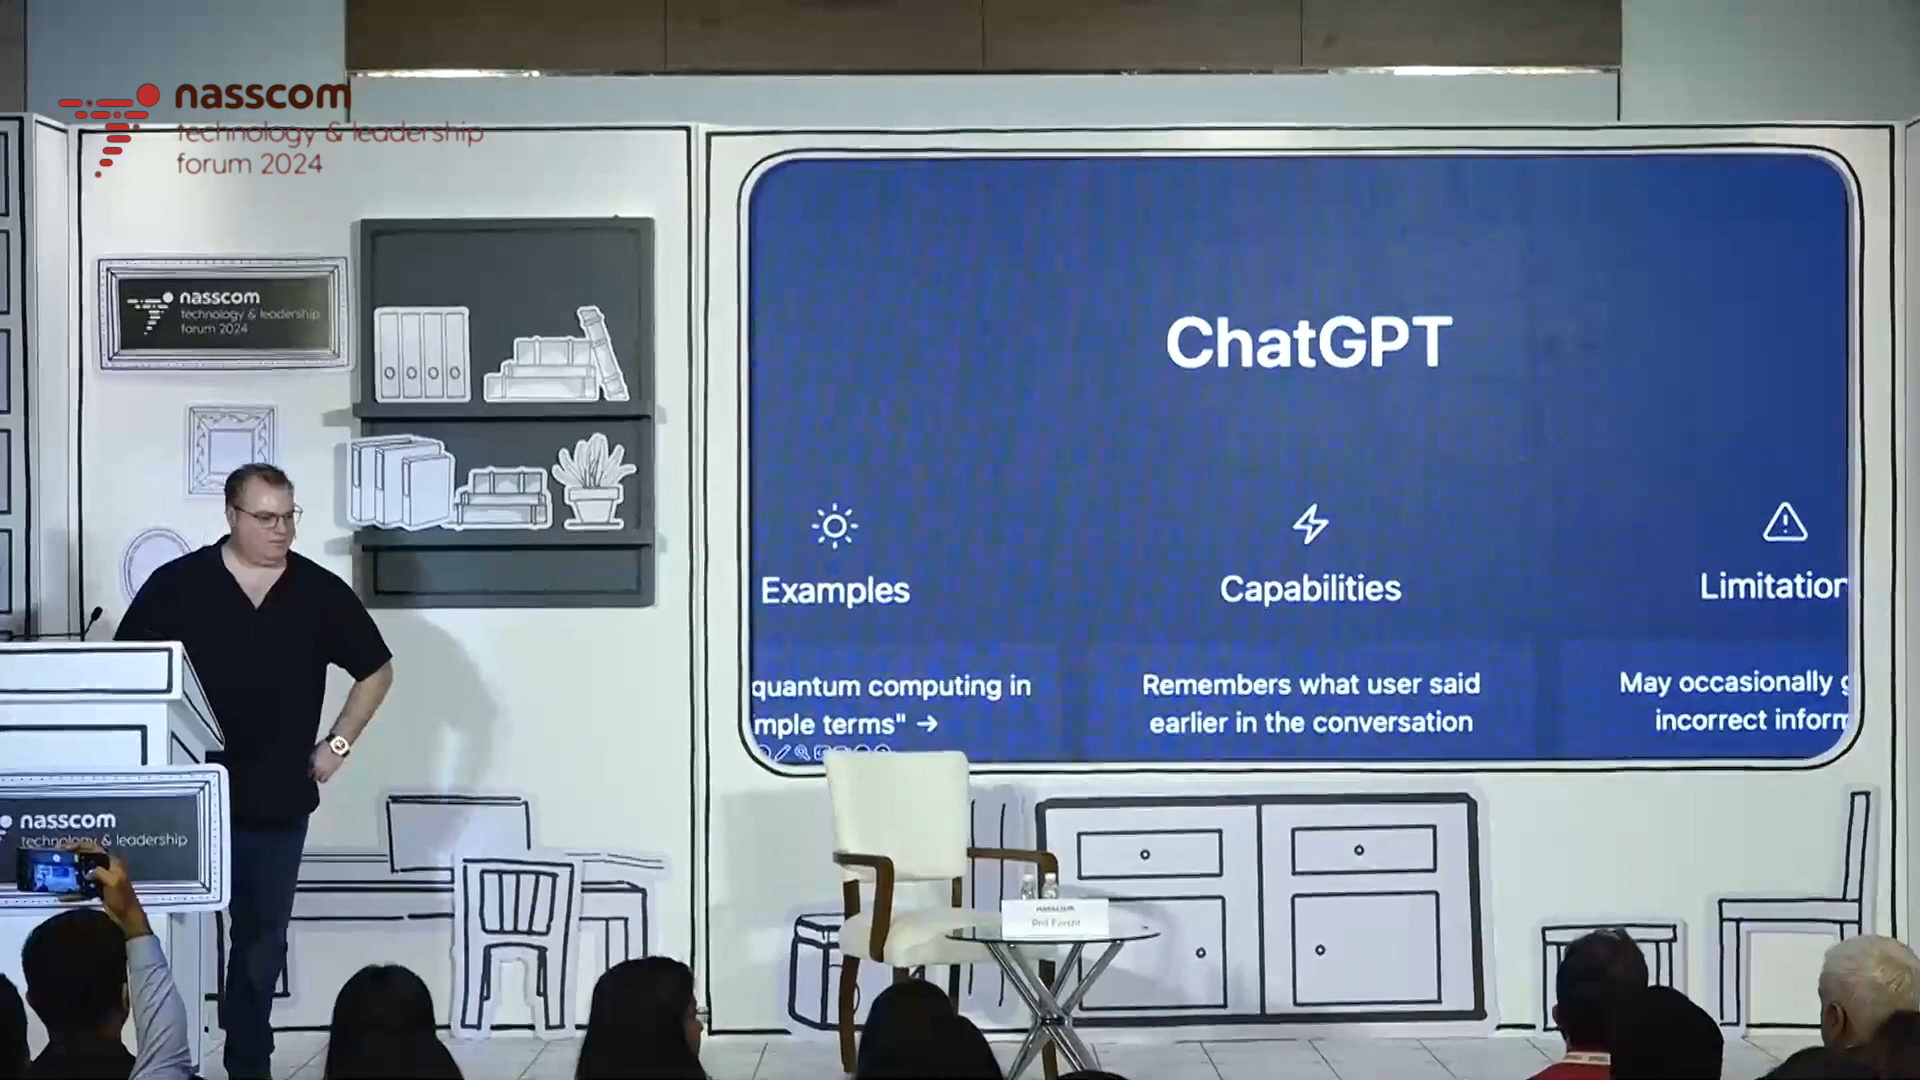 nasscom
technology & leadership
forum 2024
nasscom
technology & leadership
forum 2024
ChatGPT
Examples
Capabilities
Limitation
quantum computing in
mple terms" →
Remembers what user said
earlier in the conversation
May occasionally g
incorrect inform
nasscom
technology & leadership
nasscom